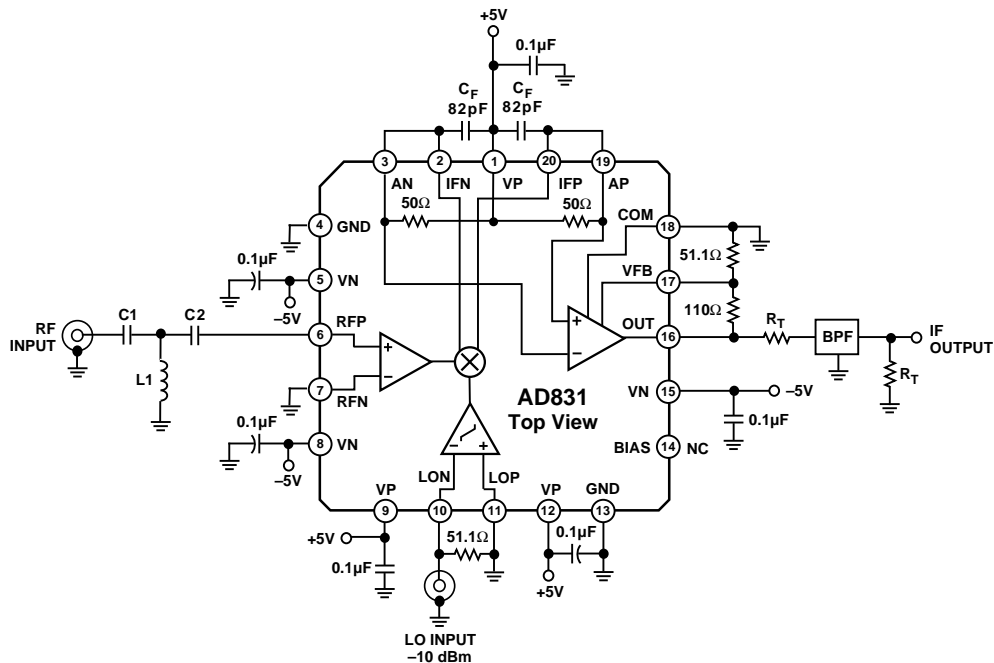 +5V
0.1µF
CF
82pF
CF
82pF
3
2
1
20
19
AN
IFN
VP
IFP
AP
50Ω
50Ω
COM
18
4
GND
51.1Ω
0.1µF
5
VN
VFB
17
–5V
110Ω
C1
C2
RF
INPUT
6
RFP
OUT
16
RT
BPF
IF
OUTPUT
+
–
+
–
L1
RT
7
RFN
AD831
Top View
VN
15
–5V
0.1µF
0.1µF
8
VN
BIAS
14
NC
–5V
–
+
LON
LOP
VP
9
10
11
VP
12
GND
13
+5V
51.1Ω
0.1µF
0.1µF
+5V
LO INPUT
–10 dBm